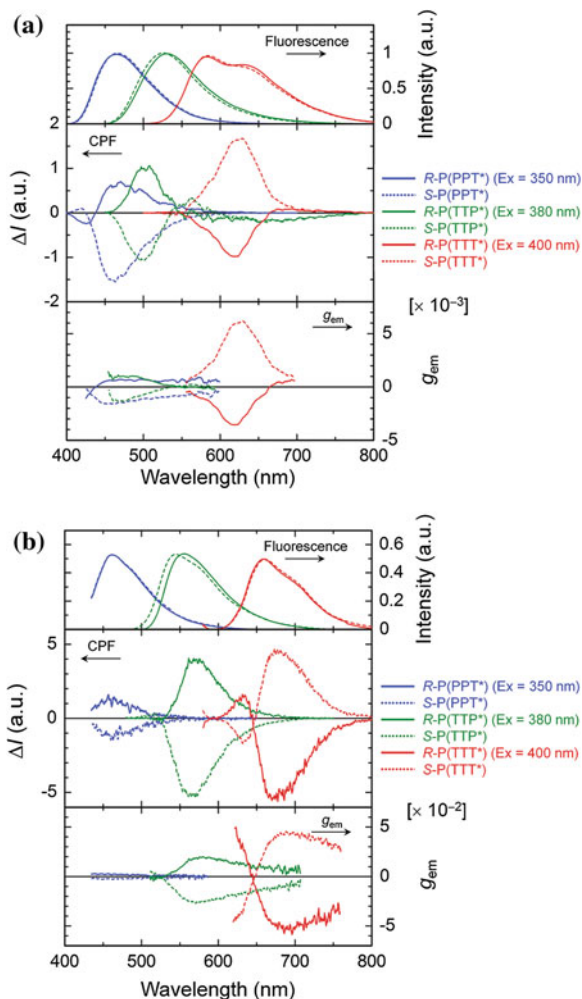 (a)
Fluorescence
1
0.5
0
Intensity (a.u.)
2
CPF
1
0
-1
-2
ΔI (a.u.)
R-P(PPT*) (Ex = 350 nm)
S-P(PPT*)
R-P(TTP*) (Ex = 380 nm)
S-P(TTP*)
R-P(TTT*) (Ex = 400 nm)
S-P(TTT*)
[× 10⁻³]
gem
5
0
-5
gem
400 500 600 700 800
Wavelength (nm)
(b)
Fluorescence
0.6
0.4
0.2
0
Intensity (a.u.)
CPF
5
0
-5
ΔI (a.u.)
R-P(PPT*) (Ex = 350 nm)
S-P(PPT*)
R-P(TTP*) (Ex = 380 nm)
S-P(TTP*)
R-P(TTT*) (Ex = 400 nm)
S-P(TTT*)
[× 10⁻²]
gem
5
0
-5
gem
400 500 600 700 800
Wavelength (nm)